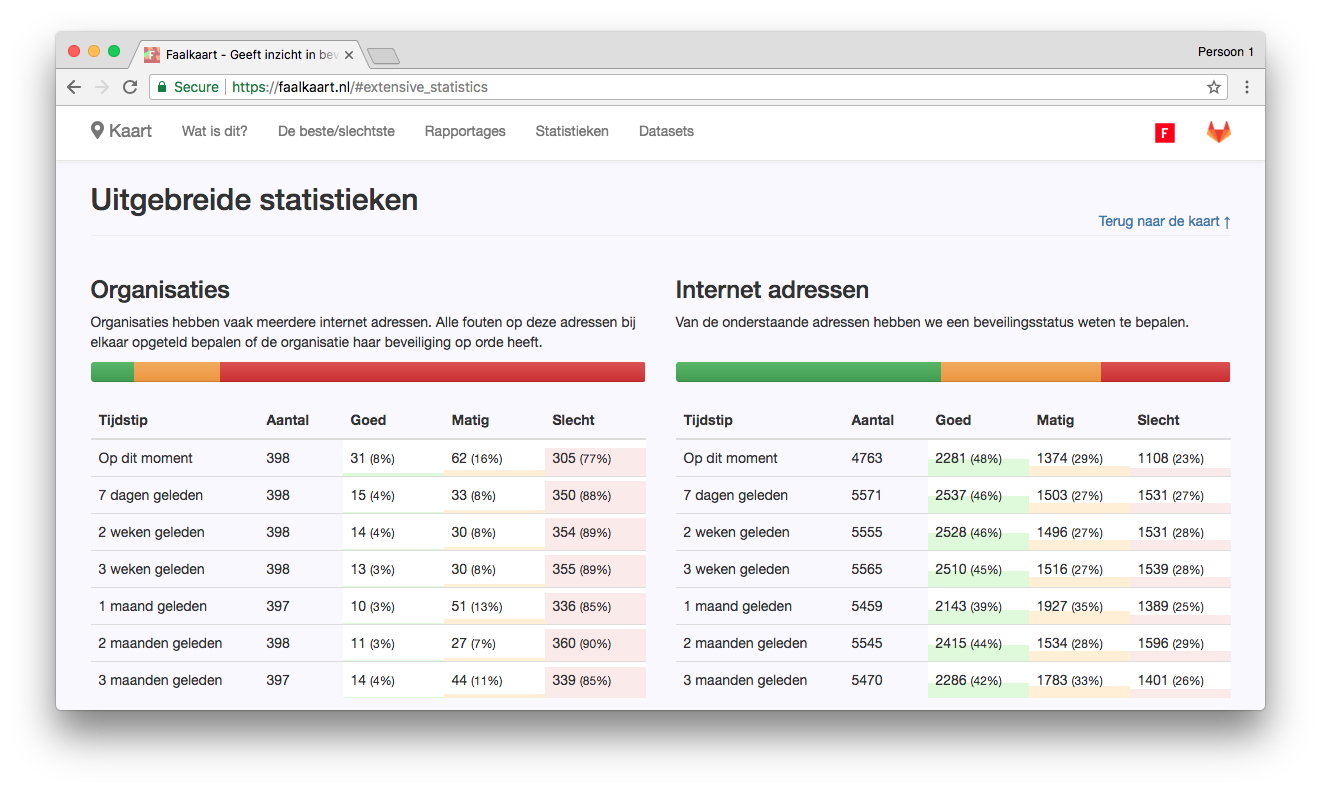 Faalkaart - Geeft inzicht in bev
Persoon 1
Secure https://faalkaart.nl/#extensive_statistics
Kaart Wat is dit? De beste/slechtste Rapportages Statistieken Datasets F
Uitgebreide statistieken
Terug naar de kaart ↑
Organisaties
Organisaties hebben vaak meerdere internet adressen. Alle fouten op deze adressen bij
elkaar opgeteld bepalen of de organisatie haar beveiliging op orde heeft.
Tijdstip Aantal Goed Matig Slecht
Op dit moment 398 31 (8%) 62 (16%) 305 (77%)
7 dagen geleden 398 15 (4%) 33 (8%) 350 (88%)
2 weken geleden 398 14 (4%) 30 (8%) 354 (89%)
3 weken geleden 398 13 (3%) 30 (8%) 355 (89%)
1 maand geleden 397 10 (3%) 51 (13%) 336 (85%)
2 maanden geleden 398 11 (3%) 27 (7%) 360 (90%)
3 maanden geleden 397 14 (4%) 44 (11%) 339 (85%)
Internet adressen
Van de onderstaande adressen hebben we een beveilingsstatus weten te bepalen.
Tijdstip Aantal Goed Matig Slecht
Op dit moment 4763 2281 (48%) 1374 (29%) 1108 (23%)
7 dagen geleden 5571 2537 (46%) 1503 (27%) 1531 (27%)
2 weken geleden 5555 2528 (46%) 1496 (27%) 1531 (28%)
3 weken geleden 5565 2510 (45%) 1516 (27%) 1539 (28%)
1 maand geleden 5459 2143 (39%) 1927 (35%) 1389 (25%)
2 maanden geleden 5545 2415 (44%) 1534 (28%) 1596 (29%)
3 maanden geleden 5470 2286 (42%) 1783 (33%) 1401 (26%)